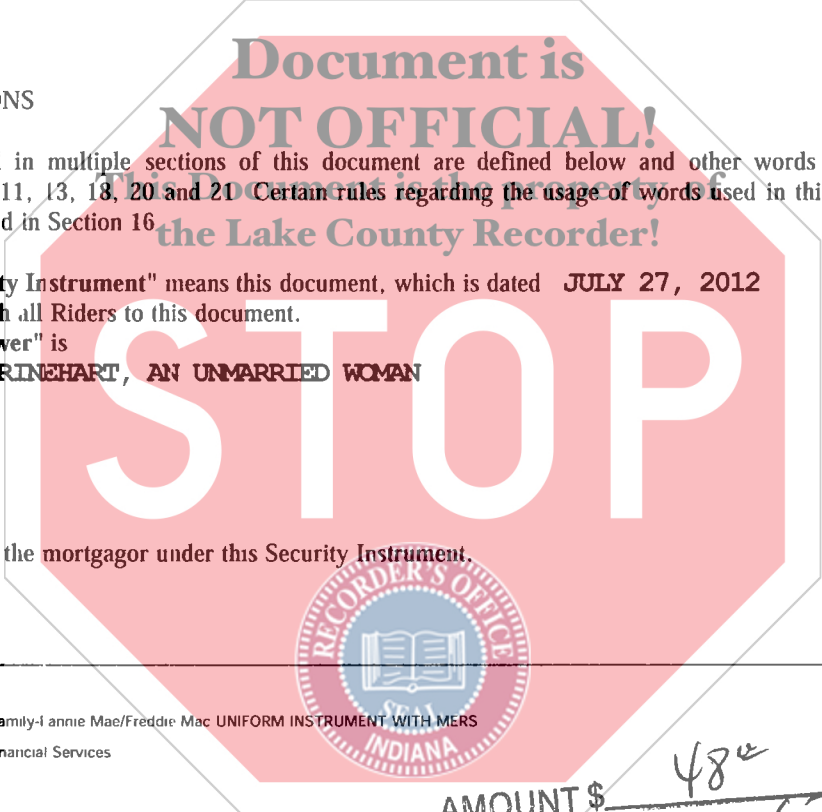 Document is
NOT OFFICIAL!
This Document is the property of
the Lake County Recorder!
STOP
NS
in multiple sections of this document are defined below and other words
11, 13, 18, 20 and 21 Certain rules regarding the usage of words used in thi
d in Section 16
ty Instrument" means this document, which is dated JULY 27, 2012
h all Riders to this document.
wer" is
RINEHART, AN UNMARRIED WOMAN
the mortgagor under this Security Instrument.
RECORDER'S OFFICE
SEAL
INDIANA
amily-Fannie Mae/Freddie Mac UNIFORM INSTRUMENT WITH MERS
nancial Services
AMOUNT $ 48